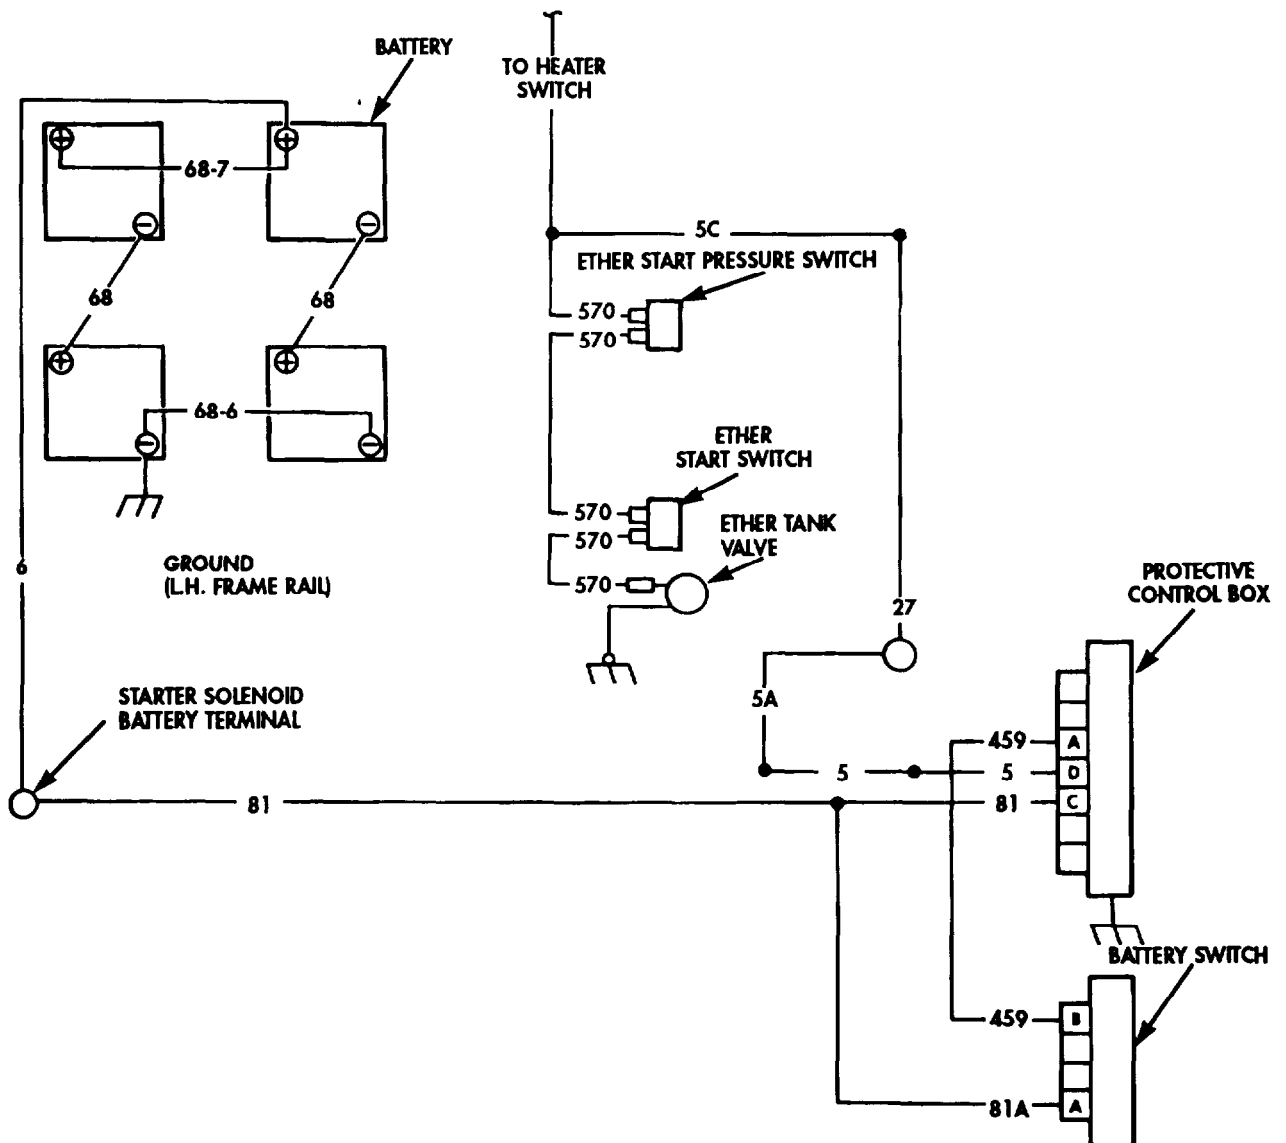 BATTERY
TO HEATER
SWITCH
68-7
5C
ETHER START PRESSURE SWITCH
68
68
570
570
68-6
ETHER
START SWITCH
570
570
ETHER TANK
VALVE
570
6
GROUND
(L.H. FRAME RAIL)
27
PROTECTIVE
CONTROL BOX
STARTER SOLENOID
BATTERY TERMINAL
5A
459
A
5
5
D
81
81
C
BATTERY SWITCH
459
B
81A
A